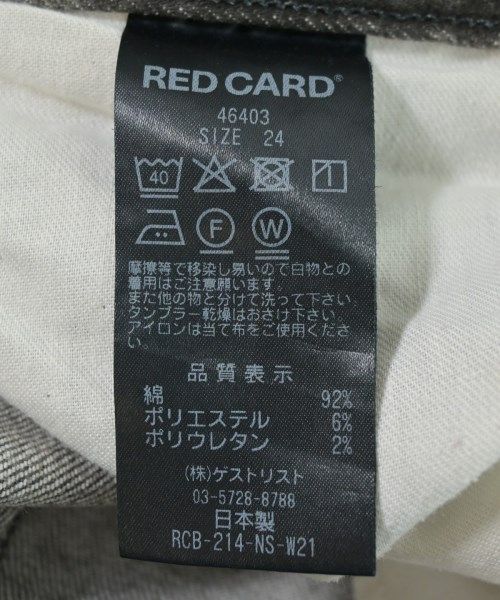 RED CARD®
46403
SIZE 24
40
F W
摩擦等で移染し易いので白物との
着用はご注意願います。
また他の物と分けて洗って下さい。
タンブラー乾燥はおさけ下さい。
アイロンは当て布をご使用くださ
い。
品質表示
綿 92%
ポリエステル 6%
ポリウレタン 2%
(株)ゲストリスト
03-5728-8788
日本製
RCB-214-NS-W21